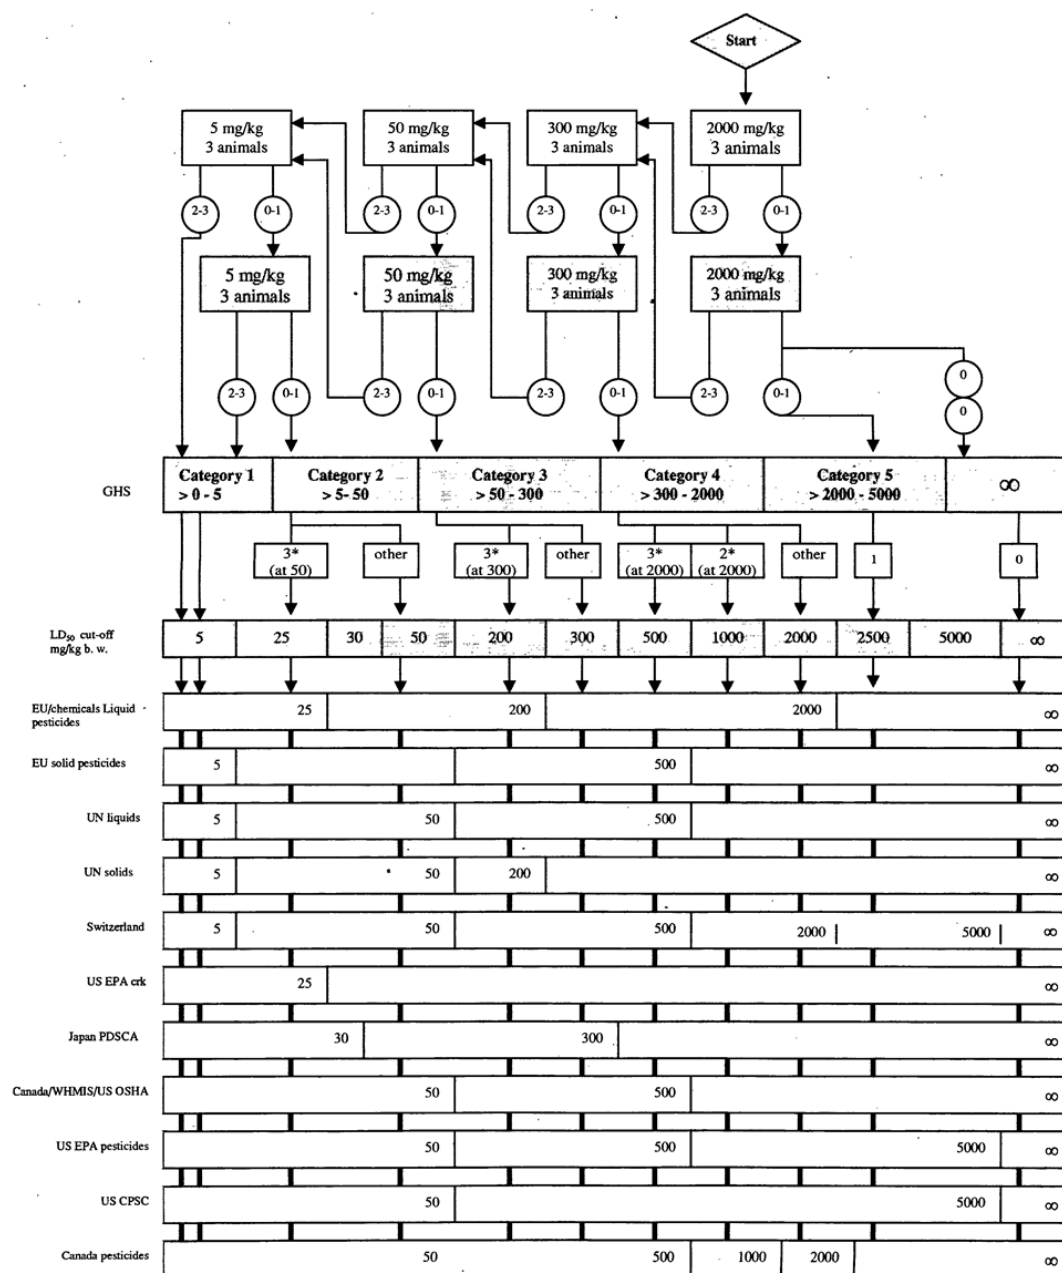 Start
5 mg/kg
3 animals
50 mg/kg
3 animals
300 mg/kg
3 animals
2000 mg/kg
3 animals
2-3
0-1
2-3
0-1
2-3
0-1
2-3
0-1
5 mg/kg
3 animals
50 mg/kg
3 animals
300 mg/kg
3 animals
2000 mg/kg
3 animals
0
2-3
0-1
2-3
0-1
2-3
0-1
2-3
0-1
0
GHS
Category 1
> 0 - 5
Category 2
> 5- 50
Category 3
> 50 - 300
Category 4
> 300 - 2000
Category 5
> 2000 - 5000
∞
3*
(at 50)
other
3*
(at 300)
other
3*
(at 2000)
2*
(at 2000)
other
1
0
LD₅₀ cut-off
mg/kg b. w.
5 25 30 50 200 300 500 1000 2000 2500 5000 ∞
EU/chemicals Liquid
pesticides
25 200 2000 ∞
EU solid pesticides 5 500 ∞
UN liquids 5 50 500 ∞
UN solids 5 50 200 ∞
Switzerland 5 50 500 2000 5000 ∞
US EPA crk 25 ∞
Japan PDSCA 30 300 ∞
Canada/WHMIS/US OSHA 50 500 ∞
US EPA pesticides 50 500 5000 ∞
US CPSC 50 5000 ∞
Canada pesticides 50 500 1000 2000 ∞